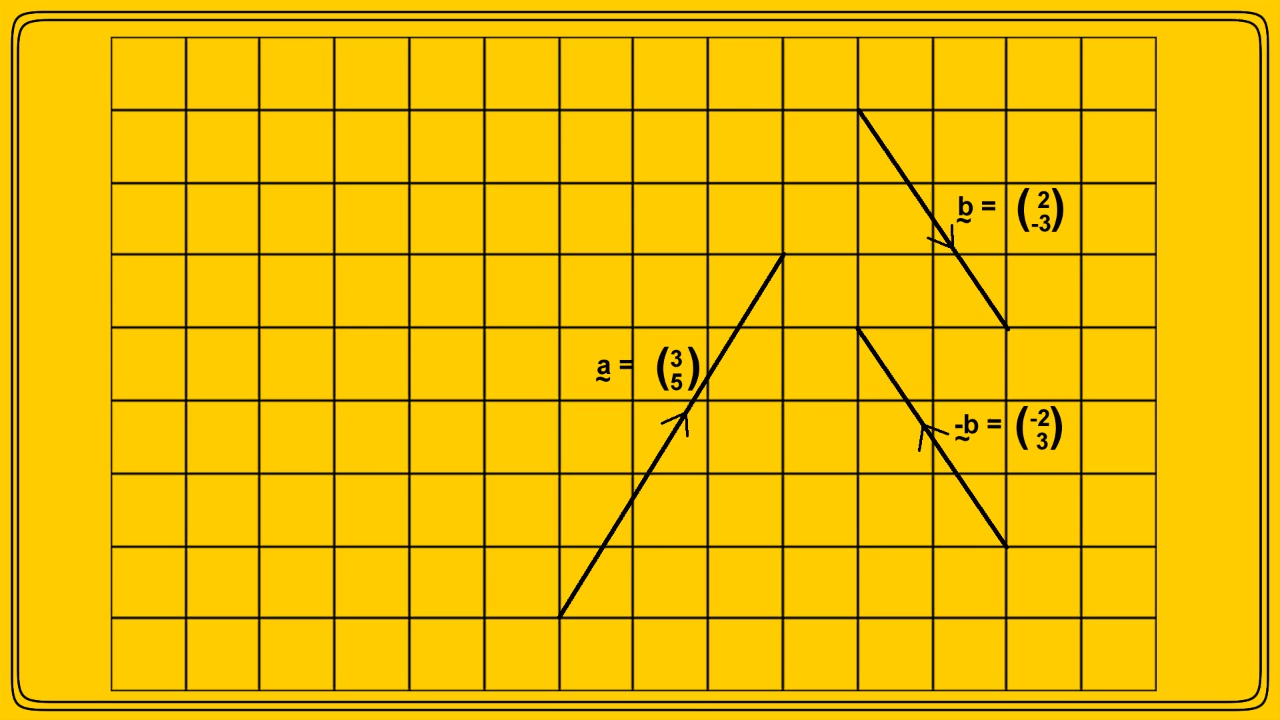 b = (2
-3)
a = (3
5)
-b = (-2
3)